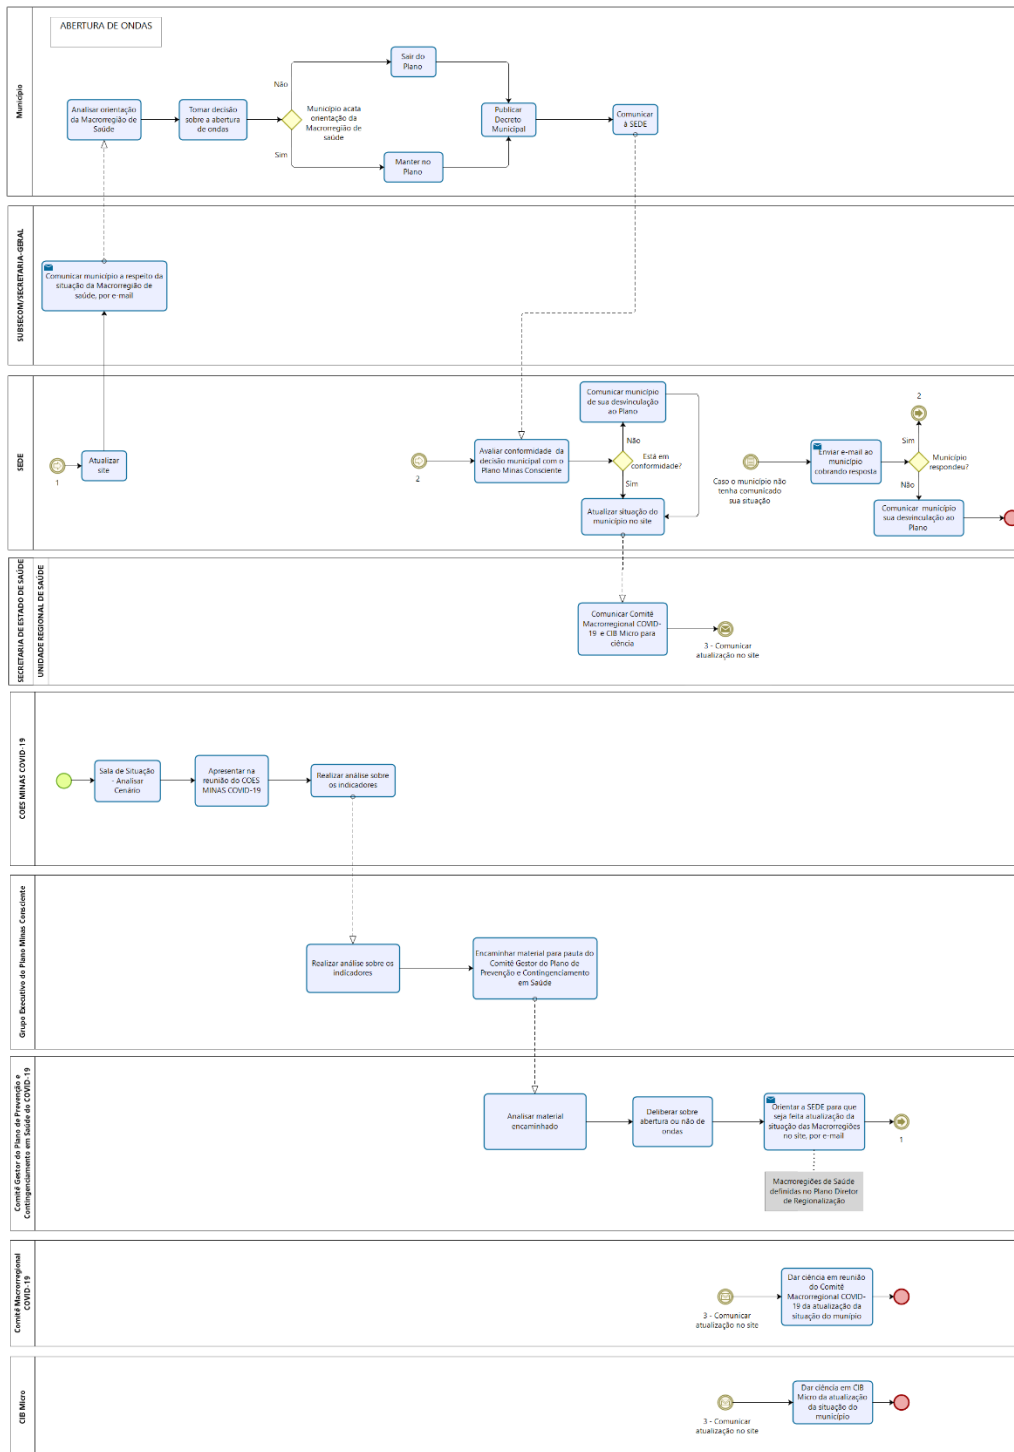 ABERTURA DE ONDAS
Município
Sair do
Plano
Não
Analisar orientação
da Macrorregião de
Saúde
Tomar decisão
sobre a abertura
de ondas
Município acata
orientação da
Macrorregião de
saúde
Publicar
Decreto
Municipal
Comunicar
à SEDE
Sim
Manter no
Plano
SUBSECOM/SECRETARIA-GERAL
Comunicar município a respeito da
situação da Macrorregião de
saúde, por e-mail
SEDE
1
Atualizar
site
2
Avaliar conformidade da
decisão municipal com o
Plano Minas Consciente
Comunicar município
de sua desvinculação
ao Plano
Não
Está em
conformidade?
Sim
Atualizar situação do
município no site
Caso o município não
tenha comunicado
sua situação
Enviar e-mail ao
município
cobrando resposta
2
Sim
Município
respondeu?
Não
Comunicar município
sua desvinculação ao
Plano
SECRETARIA DE ESTADO DE SAÚDE
UNIDADE REGIONAL DE SAÚDE
Comunicar Comitê
Macrorregional COVID-
19 e CIB Micro para
ciência
3 - Comunicar
atualização no site
COES MINAS COVID-19
Sala de Situação
- Analisar
Cenário
Apresentar na
reunião do COES
MINAS COVID-19
Realizar análise sobre
os indicadores
Grupo Executivo do Plano Minas Consciente
Realizar análise sobre os
indicadores
Encaminhar material para pauta do
Comitê Gestor do Plano de
Prevenção e Contingenciamento
em Saúde
Comitê Gestor do Plano de Prevenção e
Contingenciamento em Saúde do COVID-19
Analisar material
encaminhado
Deliberar sobre
abertura ou não de
ondas
Orientar a SEDE para que
seja feita atualização da
situação das Macrorregiões
no site, por e-mail
1
Macrroregiões de Saúde
definidas no Plano Diretor
de Regionalização
Comitê Macrorregional
COVID-19
3 - Comunicar
atualização no site
Dar ciência em reunião
do Comitê
Macrorregional COVID-
19 da atualização da
situação do munípio
CIB Micro
3 - Comunicar
atualização no site
Dar ciência em CIB
Micro da atualização
da situação do
município